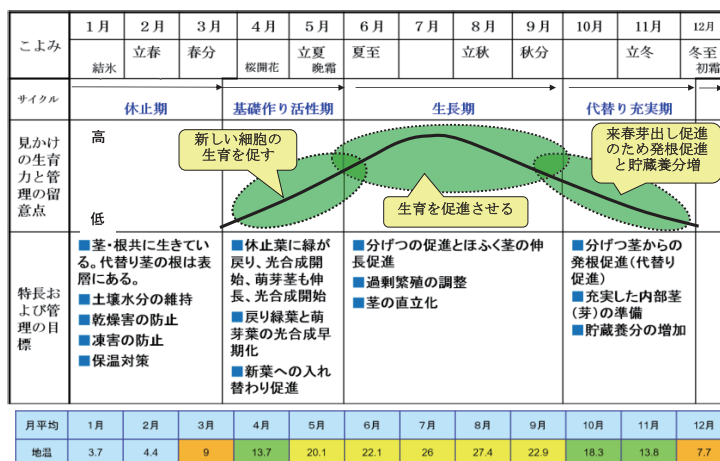 こよみ
1月 2月 3月 4月 5月 6月 7月 8月 9月 10月 11月 12月
立春 春分 立夏 夏至 立秋 秋分 立冬 冬至
結氷 桜開花 晩霜 初霜
サイクル
休止期 基礎作り活性期 生長期 代替り充実期
見かけ
の生育
力と管
理の留
意点
高
低
新しい細胞の
生育を促す
生育を促進させる
来春芽出し促進
のため発根促進
と貯蔵養分増
特長お
よび管
理の目
標
■茎・根共に生きてい
る。代替り茎の根は表
層にある。
■土壌水分の維持
■乾燥害の防止
■凍害の防止
■保温対策
■休止葉に緑が
戻り、光合成開
始、萌芽茎も伸
長、光合成開始
■戻り緑葉と萌
芽葉の光合成早
期化
■新葉への入れ
替わり促進
■分げつの促進とほふく茎の伸
長促進
■過剰繁殖の調整
■茎の直立化
■分げつ茎からの
発根促進(代替り
促進)
■充実した内部茎
(芽)の準備
■貯蔵養分の増加
月平均 1月 2月 3月 4月 5月 6月 7月 8月 9月 10月 11月 12月
地温 3.7 4.4 9 13.7 20.1 22.1 26 27.4 22.9 18.3 13.8 7.7